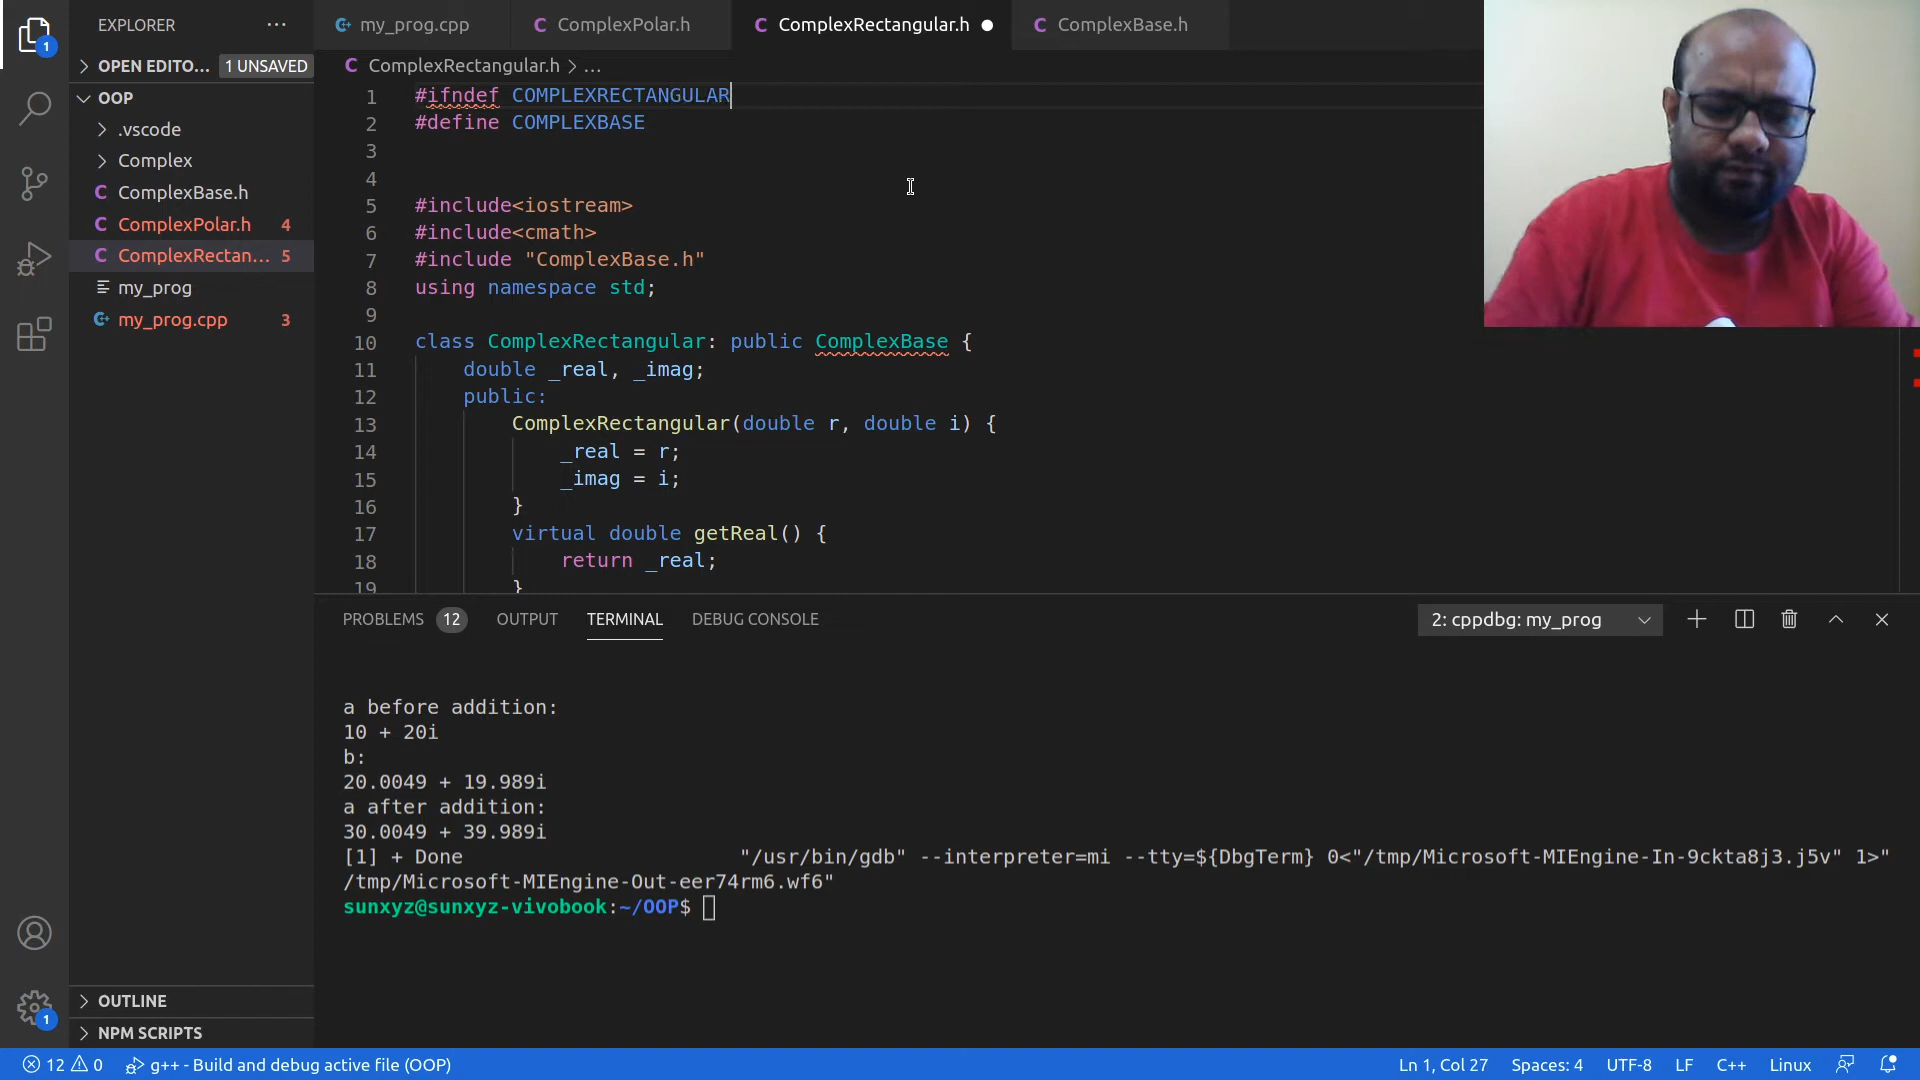 EXPLORER ...
my_prog.cpp
ComplexPolar.h
ComplexRectangular.h
ComplexBase.h
1
OPEN EDITO... 1 UNSAVED
ComplexRectangular.h > ...
OOP
.vscode
Complex
ComplexBase.h
ComplexPolar.h 4
ComplexRectan... 5
my_prog
my_prog.cpp 3
1 #ifndef COMPLEXRECTANGULAR
2 #define COMPLEXBASE
3
4
5 #include<iostream>
6 #include<cmath>
7 #include "ComplexBase.h"
8 using namespace std;
9
10 class ComplexRectangular: public ComplexBase {
11 double _real, _imag;
12 public:
13 ComplexRectangular(double r, double i) {
14 _real = r;
15 _imag = i;
16 }
17 virtual double getReal() {
18 return _real;
19 }
PROBLEMS 12 OUTPUT TERMINAL DEBUG CONSOLE 2: cppdbg: my_prog
a before addition:
10 + 20i
b:
20.0049 + 19.989i
a after addition:
30.0049 + 39.989i
[1] + Done "/usr/bin/gdb" --interpreter=mi --tty=${DbgTerm} 0<"/tmp/Microsoft-MIEngine-In-9ckta8j3.j5v" 1>"
/tmp/Microsoft-MIEngine-Out-eer74rm6.wf6"
sunxyz@sunxyz-vivobook:~/OOP$
OUTLINE
NPM SCRIPTS
1
12 0 g++ - Build and debug active file (OOP) Ln 1, Col 27 Spaces: 4 UTF-8 LF C++ Linux